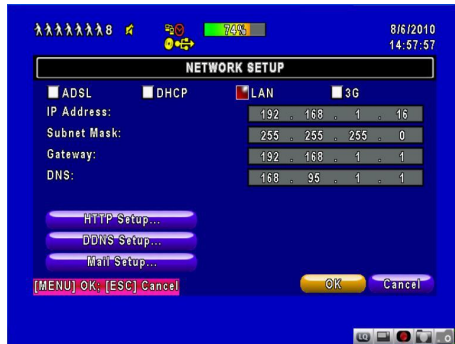 8 74% 8/6/2010
14:57:57
NETWORK SETUP
ADSL DHCP LAN 3G
IP Address: 192 . 168 . 1 . 16
Subnet Mask: 255 . 255 . 255 . 0
Gateway: 192 . 168 . 1 . 1
DNS: 168 . 95 . 1 . 1
HTTP Setup...
DDNS Setup...
Mail Setup...
[MENU] OK; [ESC] Cancel OK Cancel
LQ